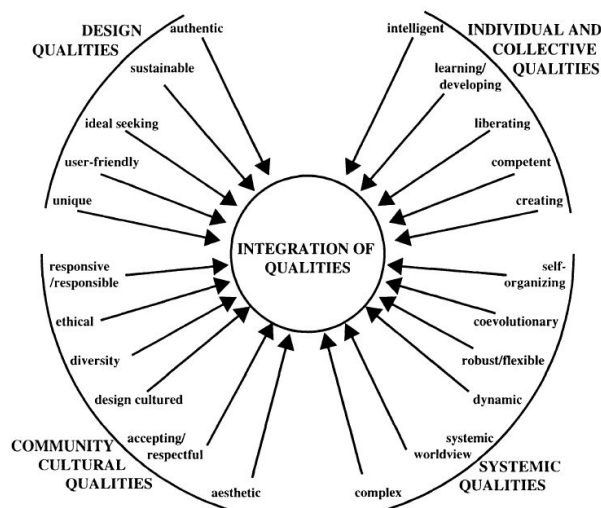 DESIGN
QUALITIES
authentic
sustainable
ideal seeking
user-friendly
unique
INDIVIDUAL AND
COLLECTIVE
QUALITIES
intelligent
learning/
developing
liberating
competent
creating
INTEGRATION OF
QUALITIES
responsive
/responsible
ethical
diversity
design cultured
accepting/
respectful
aesthetic
COMMUNITY
CULTURAL
QUALITIES
self-
organizing
coevolutionary
robust/flexible
dynamic
systemic
worldview
complex
SYSTEMIC
QUALITIES